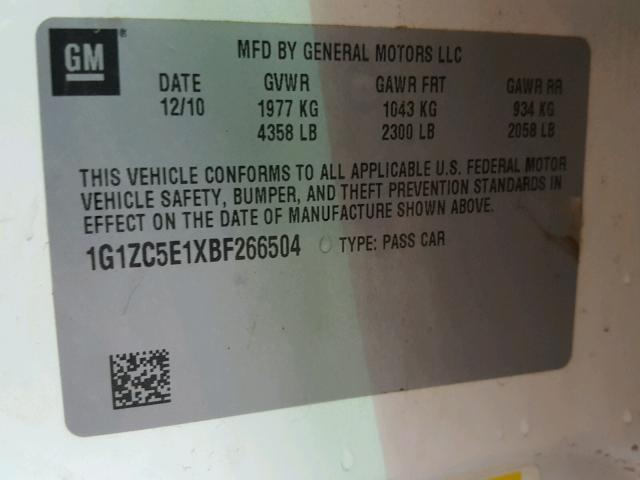 GM®
MFD BY GENERAL MOTORS LLC
DATE GVWR GAWR FRT GAWR RR
12/10 1977 KG 1043 KG 934 KG
4358 LB 2300 LB 2058 LB
THIS VEHICLE CONFORMS TO ALL APPLICABLE U.S. FEDERAL MOTOR
VEHICLE SAFETY, BUMPER, AND THEFT PREVENTION STANDARDS IN
EFFECT ON THE DATE OF MANUFACTURE SHOWN ABOVE.
1G1ZC5E1XBF266504 TYPE: PASS CAR